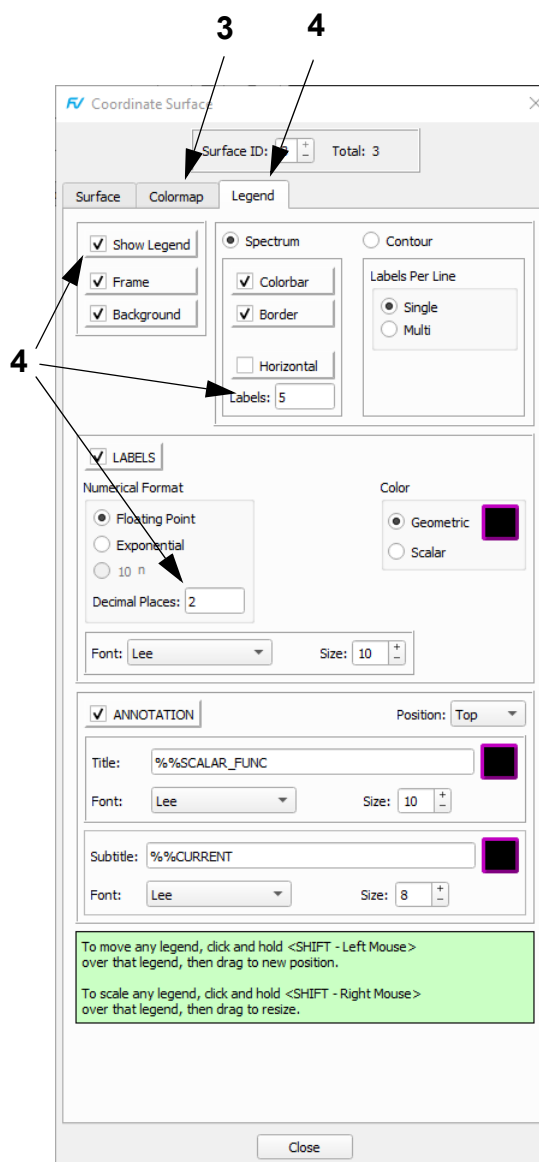 3
4
FV Coordinate Surface
Surface ID: Total: 3
Surface Colormap Legend
Show Legend
Frame
Background
Spectrum
Colorbar
Border
Horizontal
Labels: 5
Contour
Labels Per Line
Single
Multi
4
LABELS
Numerical Format
Floating Point
Exponential
10 n
Decimal Places: 2
Color
Geometric
Scalar
Font: Lee Size: 10
ANNOTATION Position: Top
Title: %%SCALAR_FUNC
Font: Lee Size: 10
Subtitle: %%CURRENT
Font: Lee Size: 8
To move any legend, click and hold <SHIFT - Left Mouse>
over that legend, then drag to new position.
To scale any legend, click and hold <SHIFT - Right Mouse>
over that legend, then drag to resize.
Close